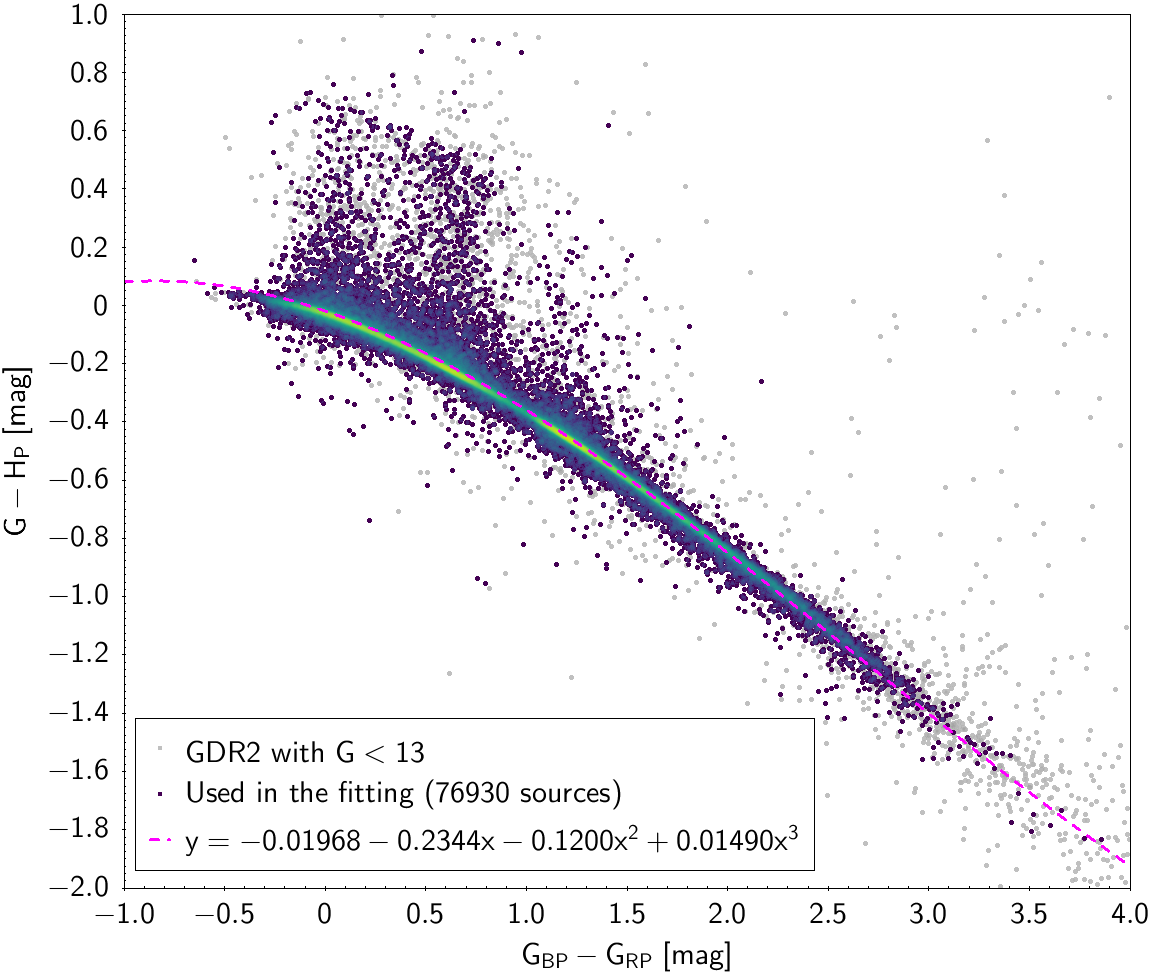 1.0
0.8
0.6
0.4
0.2
0
−0.2
−0.4
−0.6
−0.8
−1.0
−1.2
−1.4
−1.6
−1.8
−2.0
G − H_P [mag]
GDR2 with G < 13
Used in the fitting (76930 sources)
y = −0.01968 − 0.2344x − 0.1200x² + 0.01490x³
−1.0 −0.5 0 0.5 1.0 1.5 2.0 2.5 3.0 3.5 4.0
G_BP − G_RP [mag]